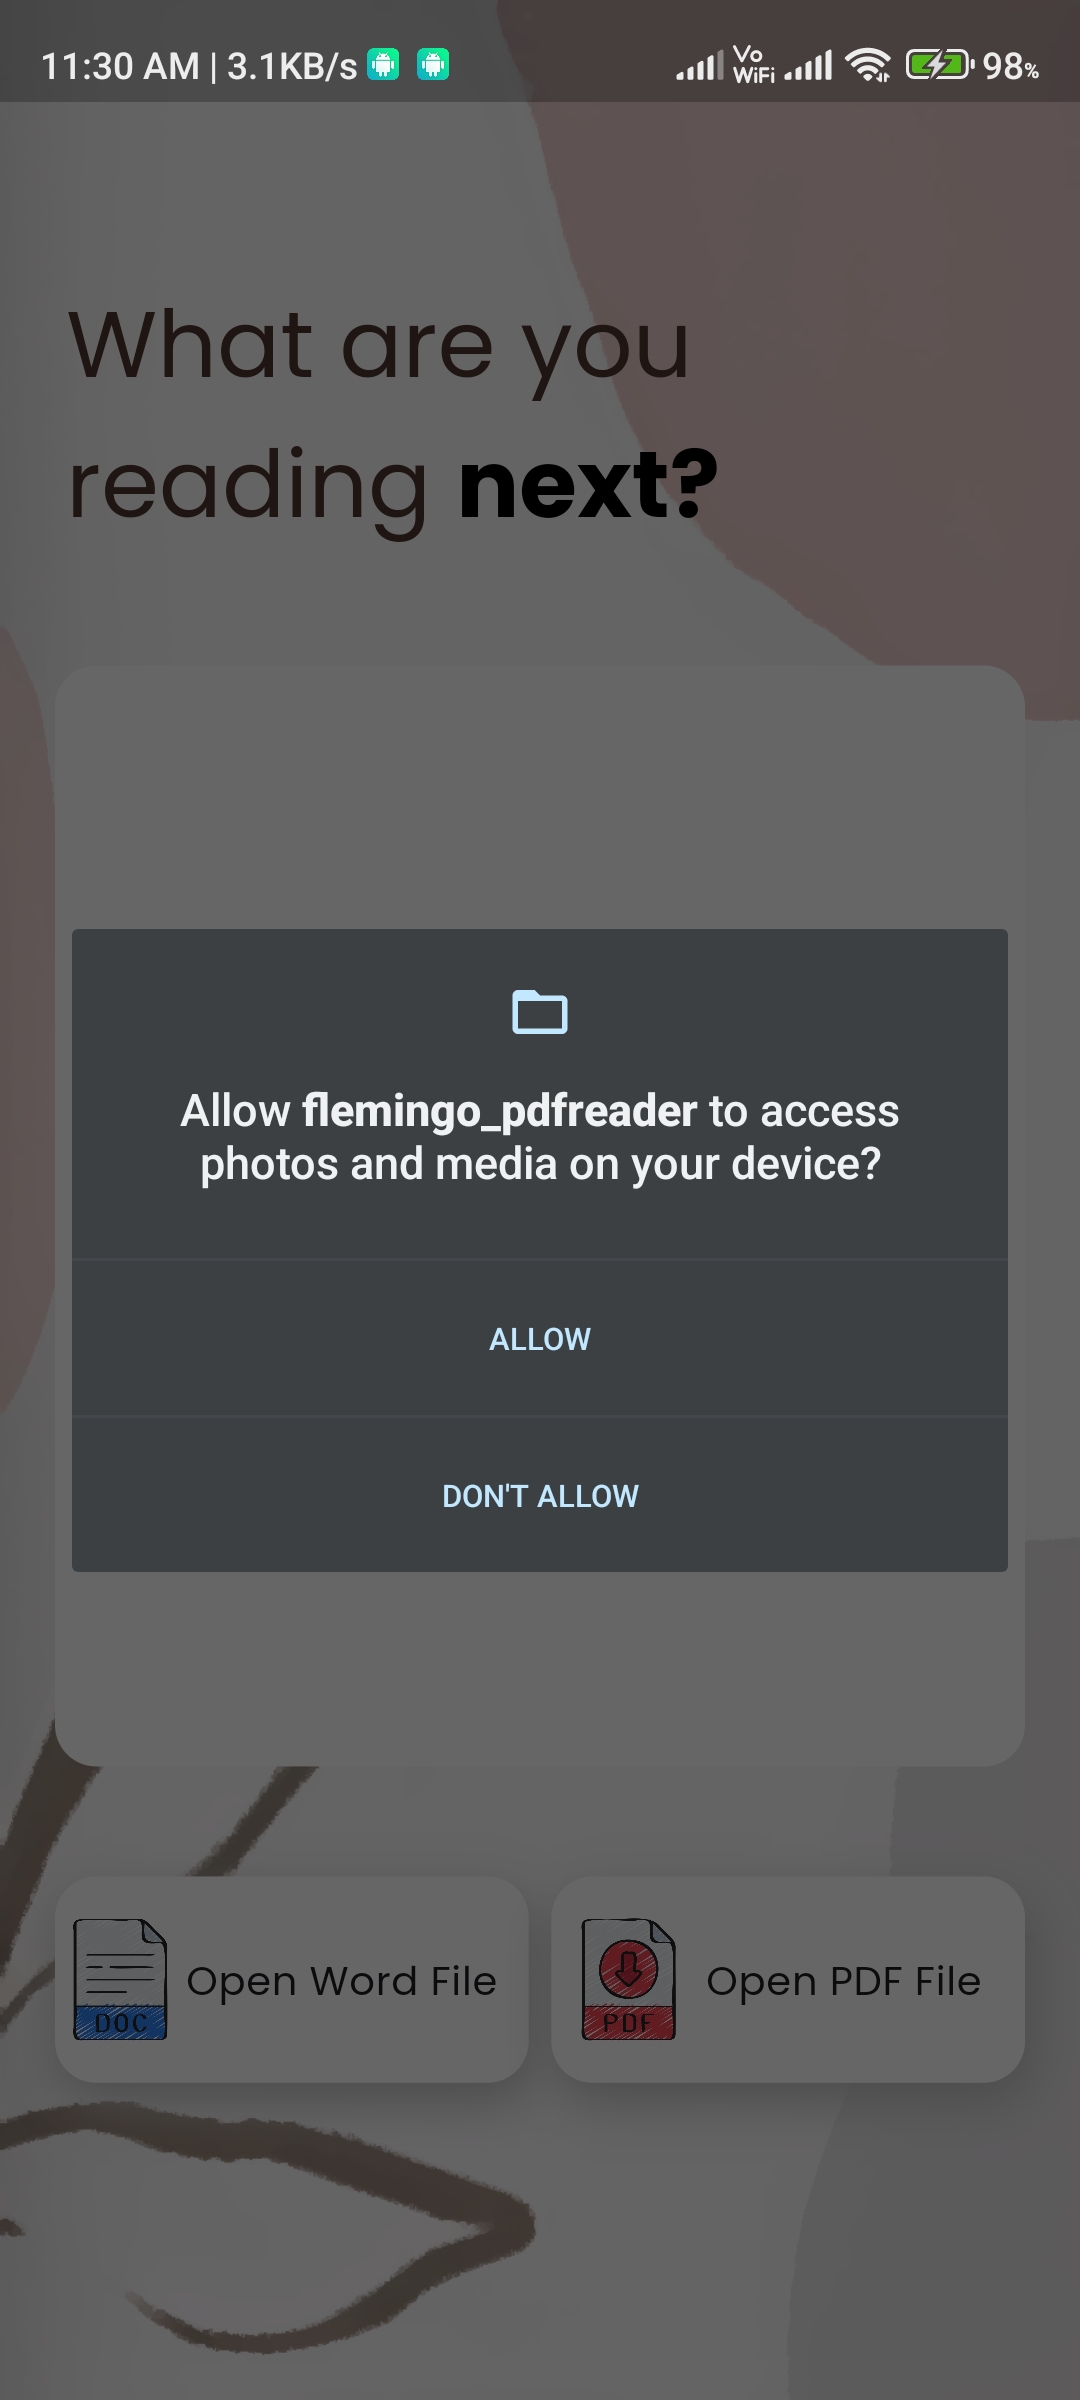 11:30 AM | 3.1KB/s Vo WiFi 98%
What are you
reading next?
Allow flemingo_pdfreader to access
photos and media on your device?
ALLOW
DON'T ALLOW
DOC Open Word File
PDF Open PDF File